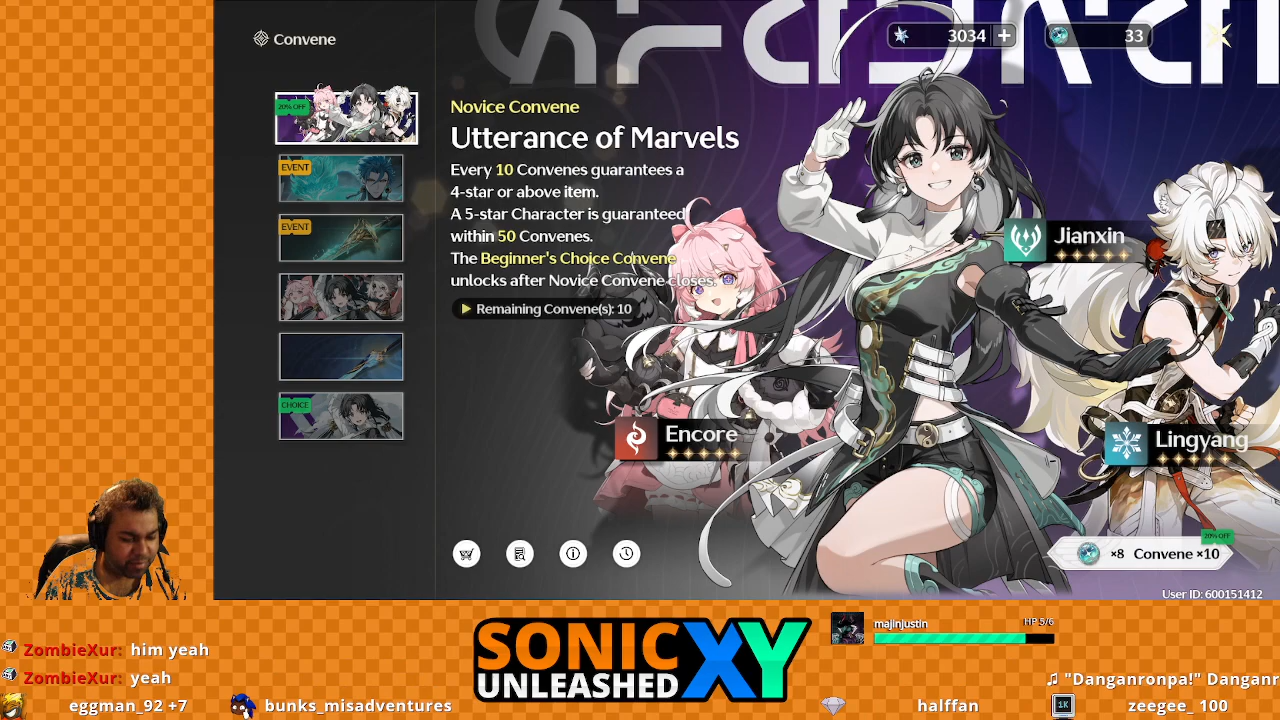 Convene
3034
33
20% OFF
EVENT
EVENT
CHOICE
Novice Convene
Utterance of Marvels
Every 10 Convenes guarantees a
4-star or above item.
A 5-star Character is guaranteed
within 50 Convenes.
The Beginner's Choice Convene
unlocks after Novice Convene closes.
Remaining Convene(s): 10
Jianxin
Encore
Lingyang
20% OFF
×8 Convene ×10
User ID: 600151412
ZombieXur: him yeah
ZombieXur: yeah
SONIC XY
UNLEASHED
majinjustin
HP 5/6
♫ "Danganronpa!" Danganr
eggman_92 +7
bunks_misadventures
halffan
1K
zeegee_ 100